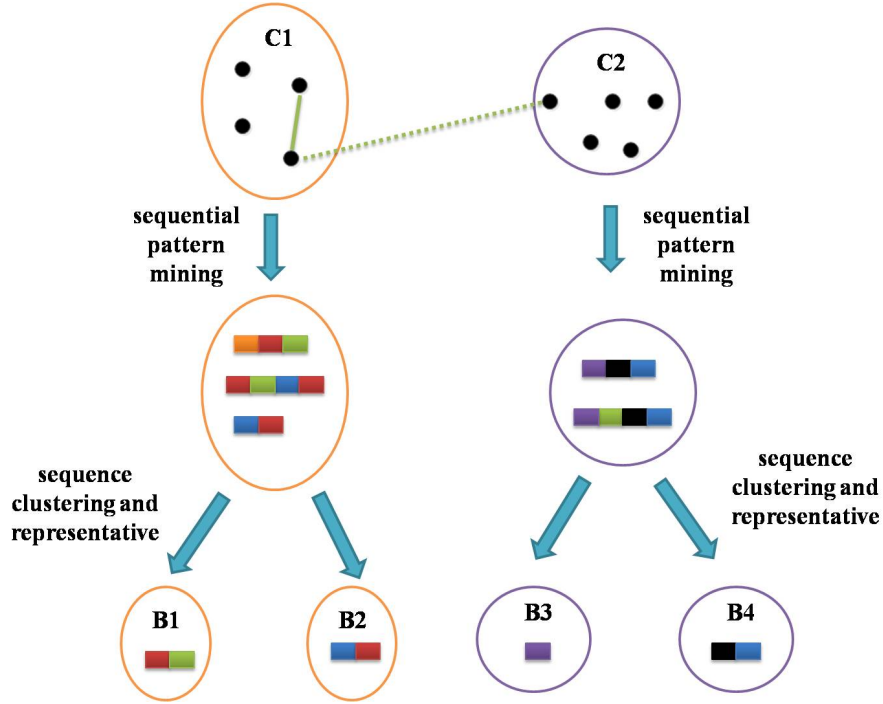 C1
C2
sequential
pattern
mining
sequential
pattern
mining
sequence
clustering and
representative
sequence
clustering and
representative
B1
B2
B3
B4